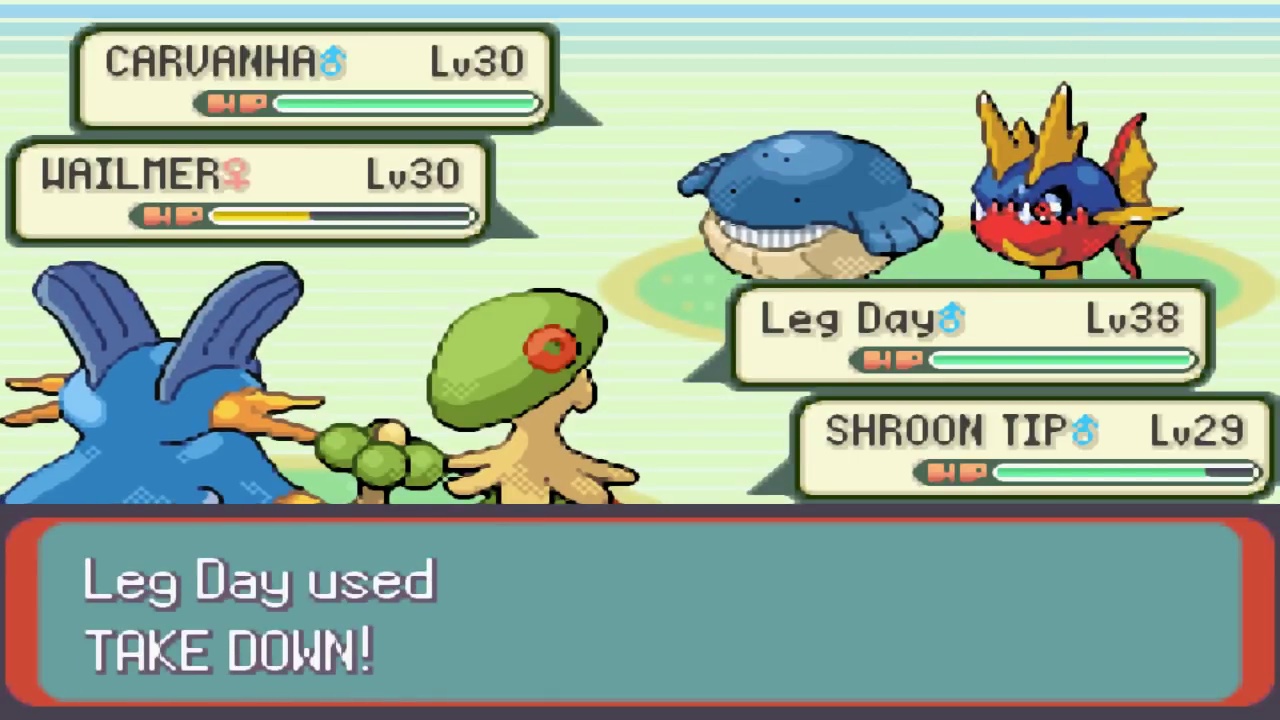 CARVANHA♂ Lv30
HP
WAILMER♀ Lv30
HP
Leg Day♂ Lv38
HP
SHROON TIP♂ Lv29
HP
Leg Day used
TAKE DOWN!